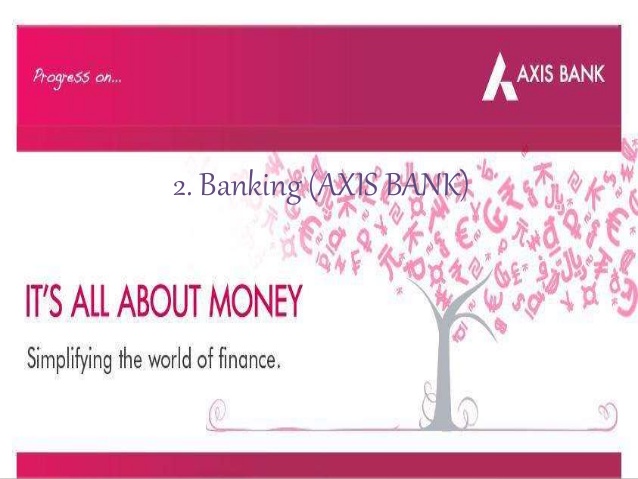 Progress on...
AXIS BANK
2. Banking (AXIS BANK)
IT'S ALL ABOUT MONEY
Simplifying the world of finance.